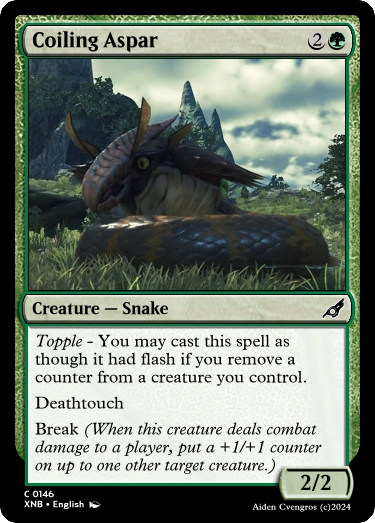 Coiling Aspar 2
Creature — Snake
Topple - You may cast this spell as
though it had flash if you remove a
counter from a creature you control.
Deathtouch
Break (When this creature deals combat
damage to a player, put a +1/+1 counter
on up to one other target creature.)
2/2
C 0146
XNB • English
Aiden Cvengros (c)2024